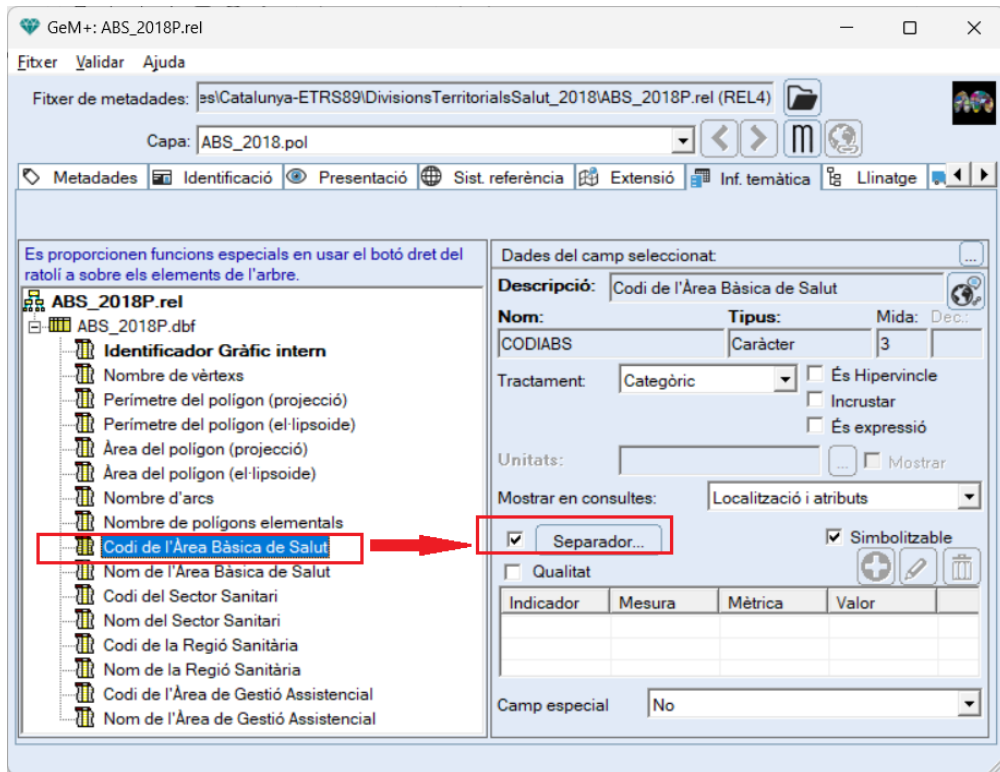 GeM+: ABS_2018P.rel
Fitxer Validar Ajuda
Fitxer de metadades: es\Catalunya-ETRS89\DivisionsTerritorialsSalut_2018\ABS_2018P.rel (REL4)
Capa: ABS_2018.pol
Metadades Identificació Presentació Sist. referència Extensió Inf. temàtica Llinatge
Es proporcionen funcions especials en usar el botó dret del
ratolí a sobre els elements de l'arbre.
ABS_2018P.rel
ABS_2018P.dbf
Identificador Gràfic intern
Nombre de vèrtexs
Perímetre del polígon (projecció)
Perímetre del polígon (el·lipsoide)
Àrea del polígon (projecció)
Àrea del polígon (el·lipsoide)
Nombre d'arcs
Nombre de polígons elementals
Codi de l'Àrea Bàsica de Salut
Nom de l'Àrea Bàsica de Salut
Codi del Sector Sanitari
Nom del Sector Sanitari
Codi de la Regió Sanitària
Nom de la Regió Sanitària
Codi de l'Àrea de Gestió Assistencial
Nom de l'Àrea de Gestió Assistencial
Dades del camp seleccionat: ...
Descripció: Codi de l'Àrea Bàsica de Salut
Nom: Tipus: Mida: Dec.:
CODIABS Caràcter 3
Tractament: Categòric És Hipervincle
Incrustar
És expressió
Unitats: ... Mostrar
Mostrar en consultes: Localització i atributs
Separador... Simbolitzable
Qualitat
Indicador Mesura Mètrica Valor
Camp especial No